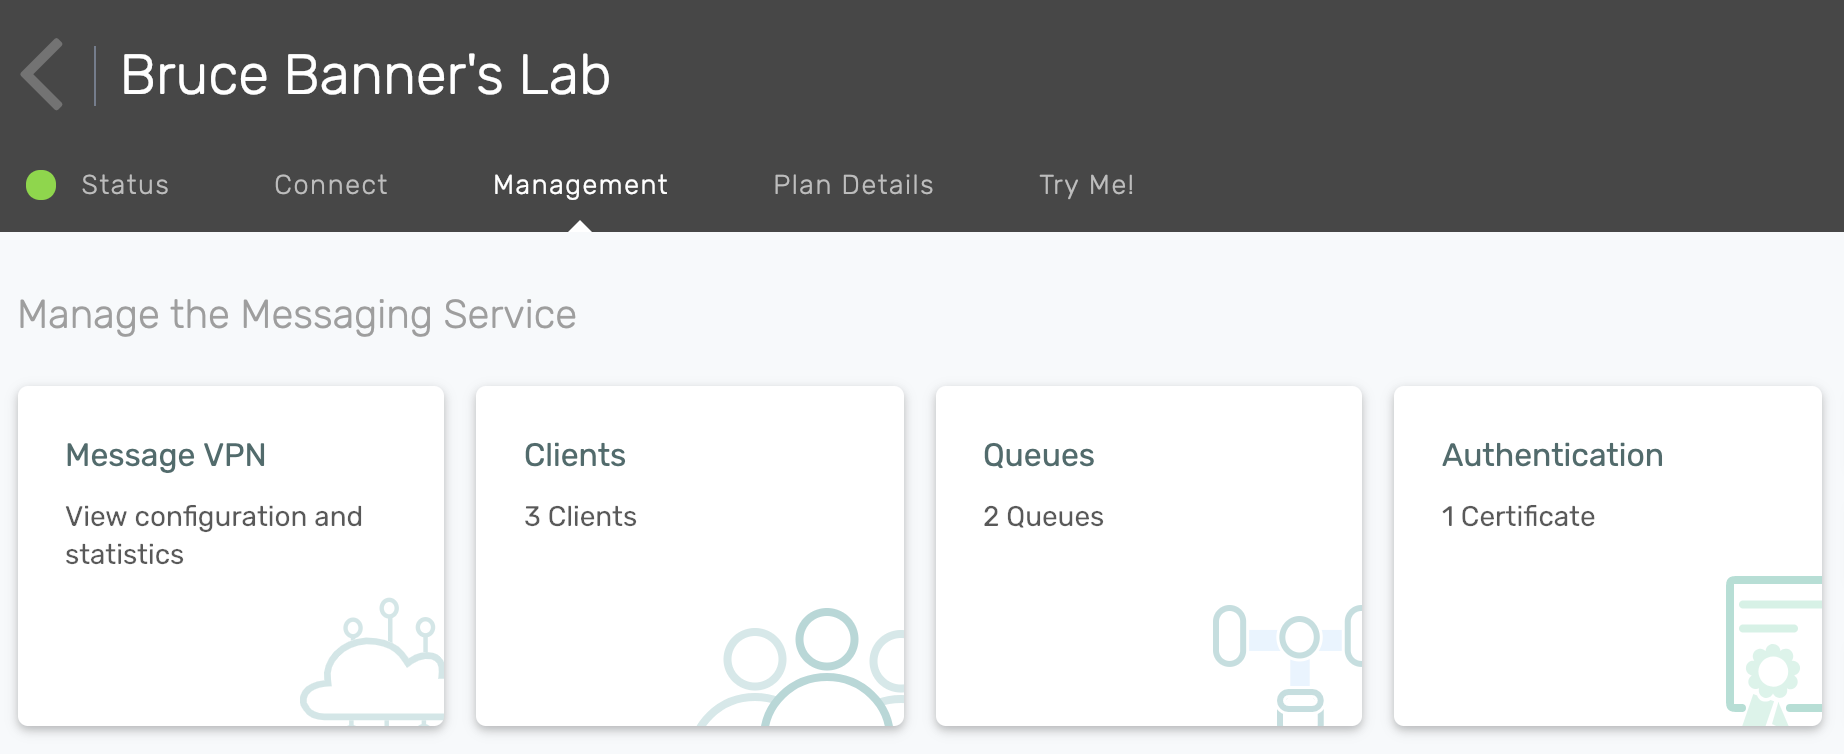 Bruce Banner's Lab
Status Connect Management Plan Details Try Me!
Manage the Messaging Service
Message VPN
View configuration and
statistics
Clients
3 Clients
Queues
2 Queues
Authentication
1 Certificate